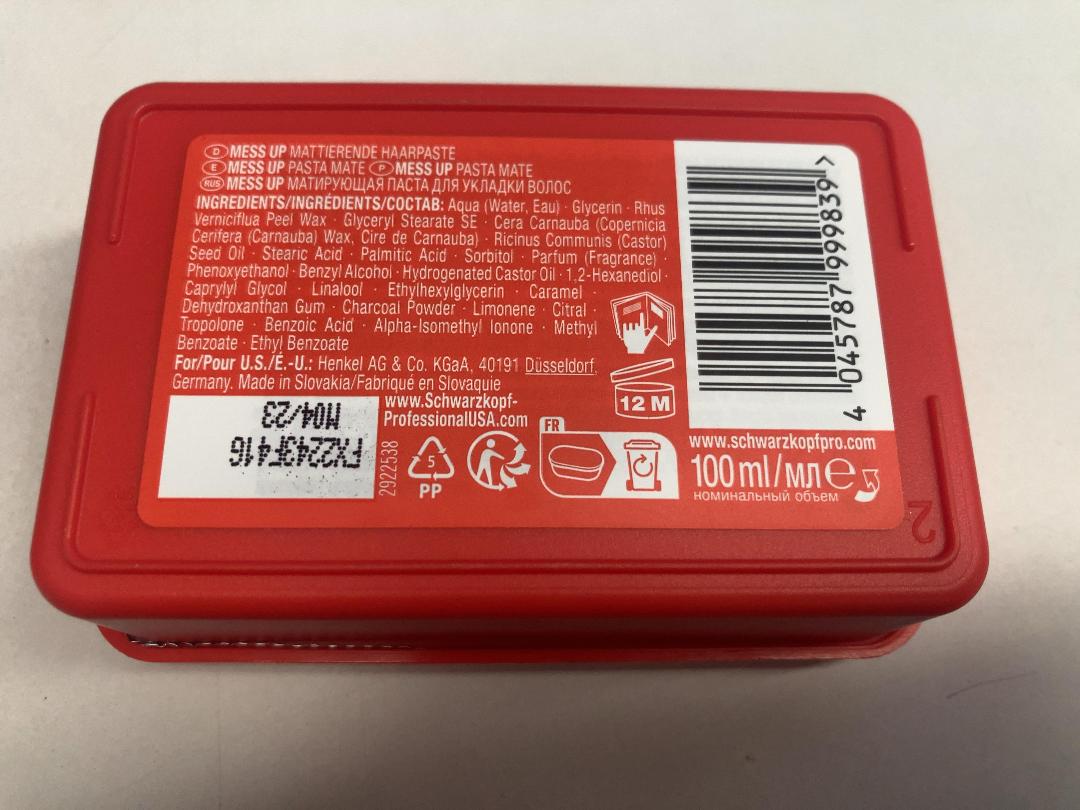 D MESS UP MATTIERENDE HAARPASTE
E MESS UP PASTA MATE P MESS UP PASTA MATE
RUS MESS UP МАТИРУЮЩАЯ ПАСТА ДЛЯ УКЛАДКИ ВОЛОС
INGREDIENTS/INGRÉDIENTS/СОСТАВ: Aqua (Water, Eau) · Glycerin · Rhus
Verniciflua Peel Wax · Glyceryl Stearate SE · Cera Carnauba (Copernicia
Cerifera (Carnauba) Wax, Cire de Carnauba) · Ricinus Communis (Castor)
Seed Oil · Stearic Acid · Palmitic Acid · Sorbitol · Parfum (Fragrance) ·
Phenoxyethanol · Benzyl Alcohol · Hydrogenated Castor Oil · 1,2-Hexanediol ·
Caprylyl Glycol · Linalool · Ethylhexylglycerin · Caramel ·
Dehydroxanthan Gum · Charcoal Powder · Limonene · Citral ·
Tropolone · Benzoic Acid · Alpha-Isomethyl Ionone · Methyl
Benzoate · Ethyl Benzoate
For/Pour U.S./É.-U.: Henkel AG & Co. KGaA, 40191 Düsseldorf,
Germany. Made in Slovakia/Fabriqué en Slovaquie
www.Schwarzkopf-
ProfessionalUSA.com
FX2243F416
M04/23
2922538
5
PP
FR
12 M
4 045787 999839 >
www.schwarzkopfpro.com
100 ml/мл ℮
номинальный объем
2